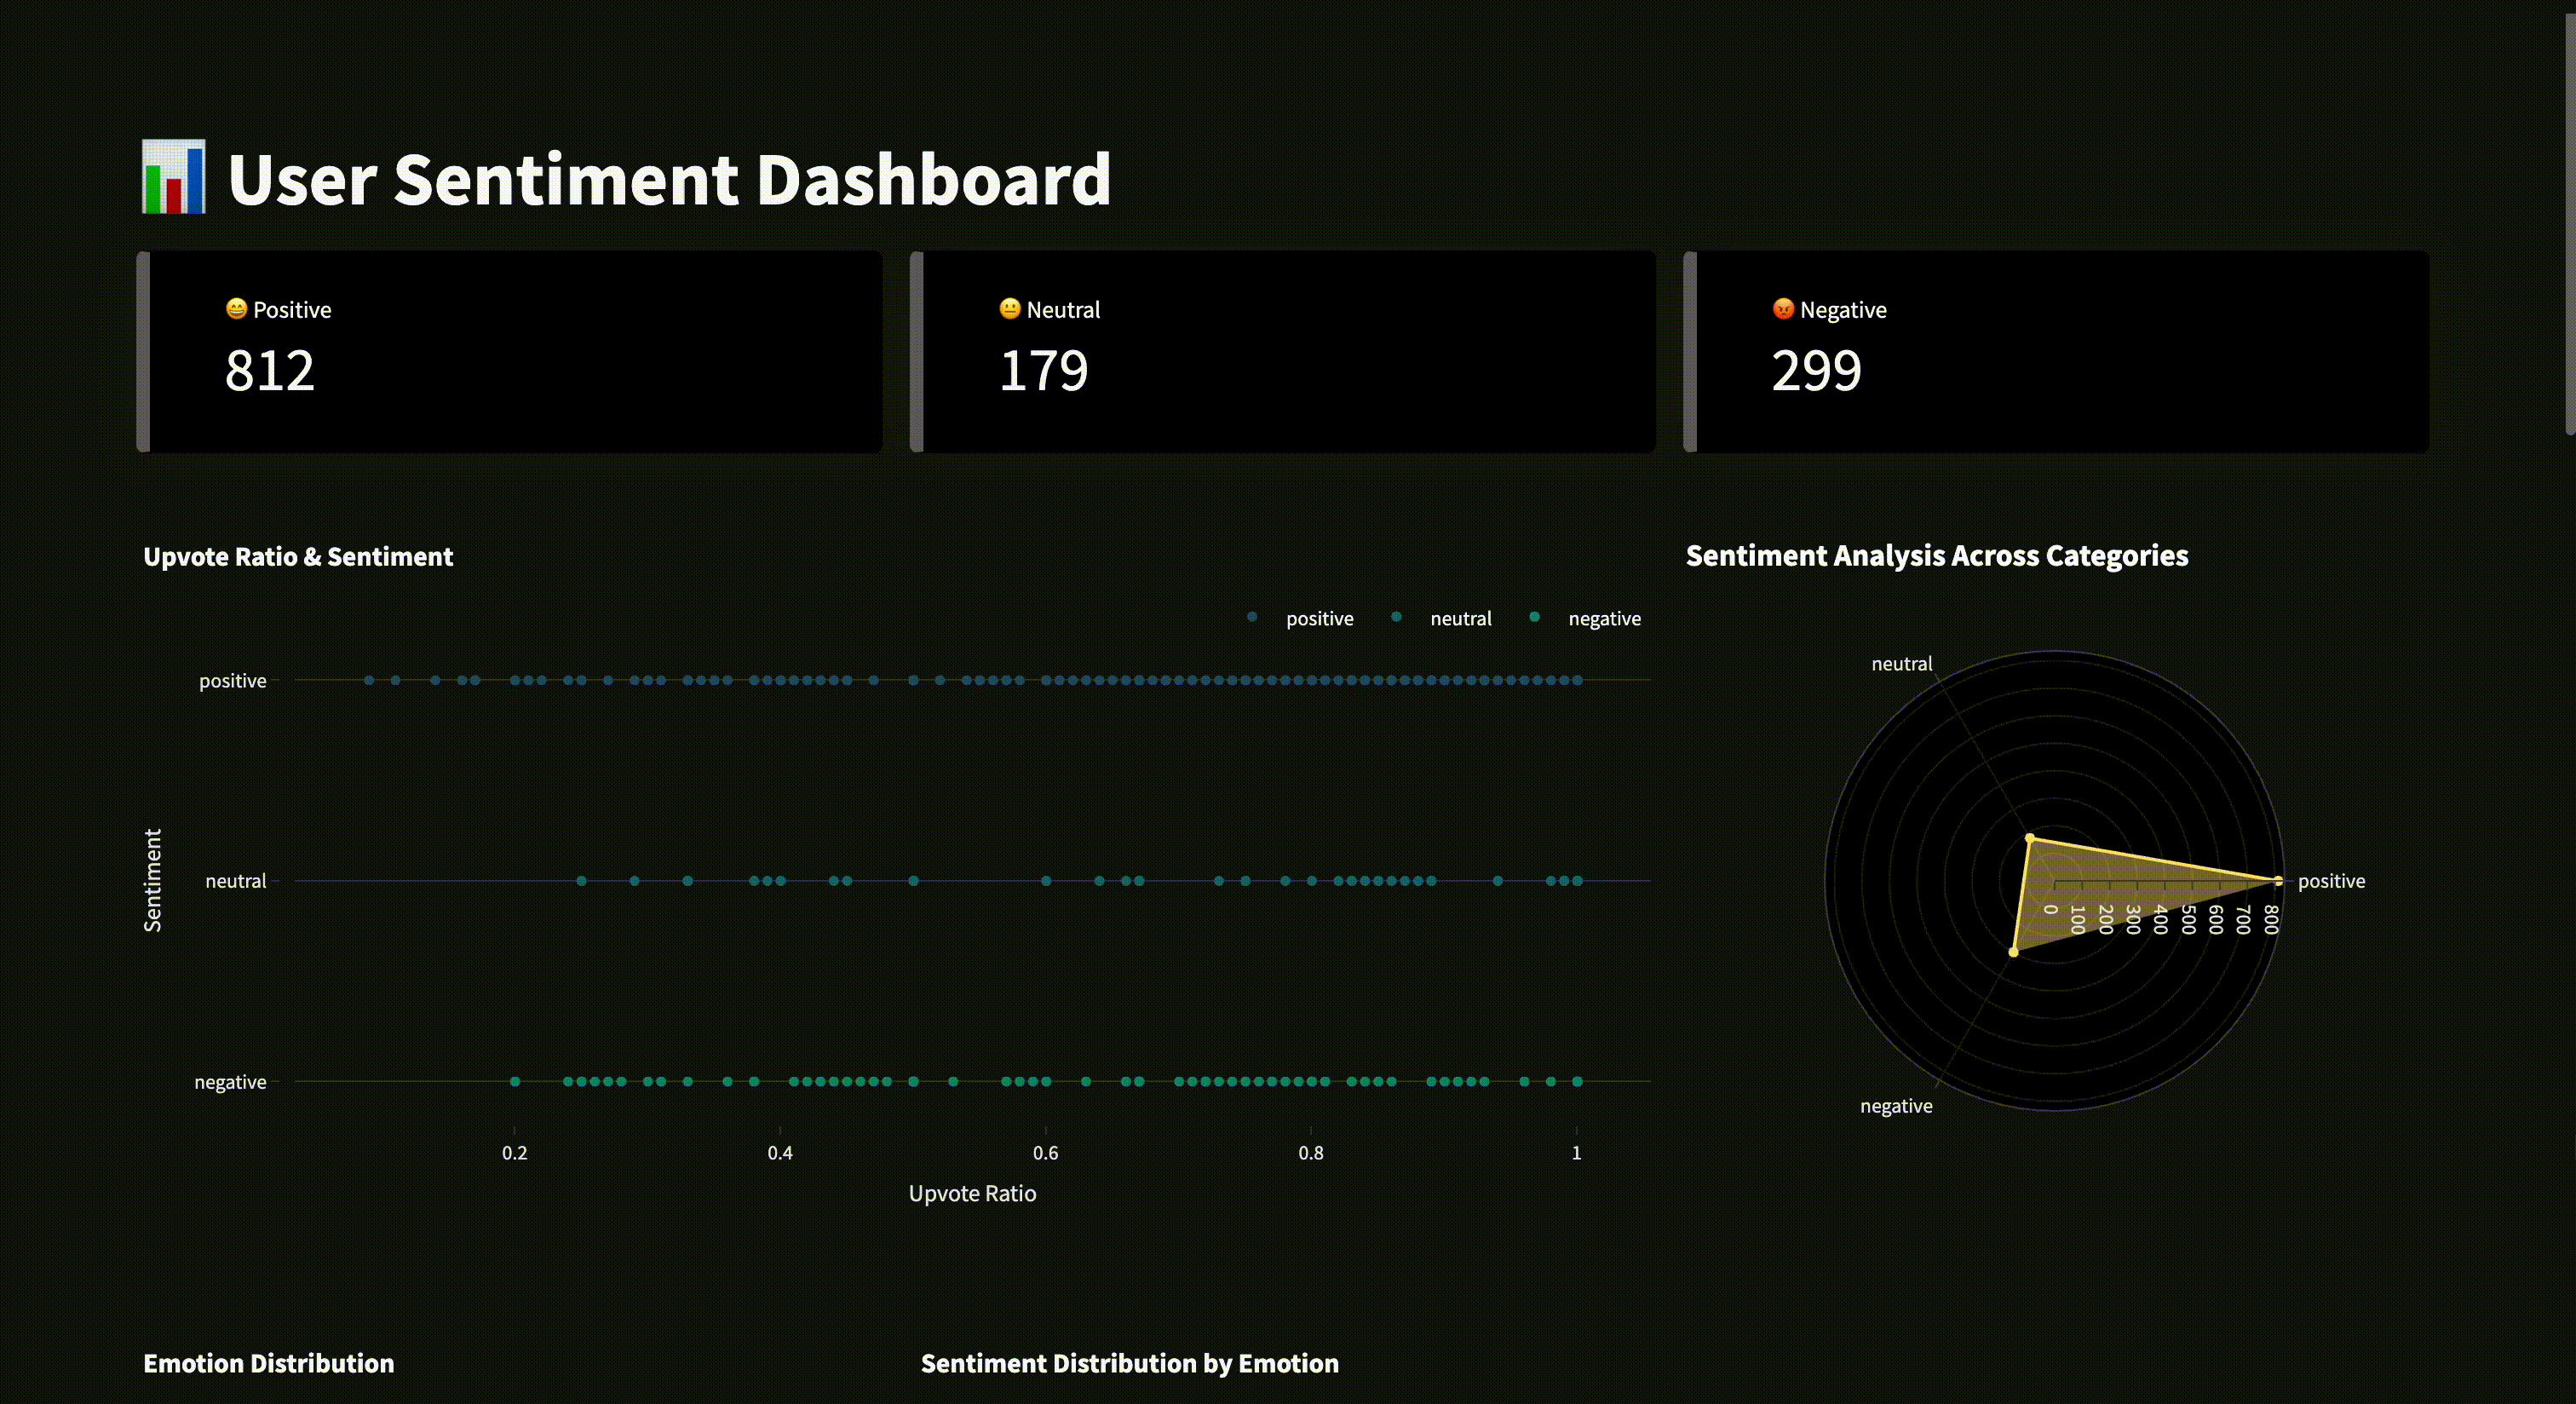 📊 User Sentiment Dashboard
😄 Positive
812
😐 Neutral
179
😡 Negative
299
Upvote Ratio & Sentiment
positive
neutral
negative
positive
neutral
negative
Sentiment
0.2
0.4
0.6
0.8
1
Upvote Ratio
Sentiment Analysis Across Categories
neutral
positive
negative
0
100
200
300
400
500
600
700
800
Emotion Distribution
Sentiment Distribution by Emotion